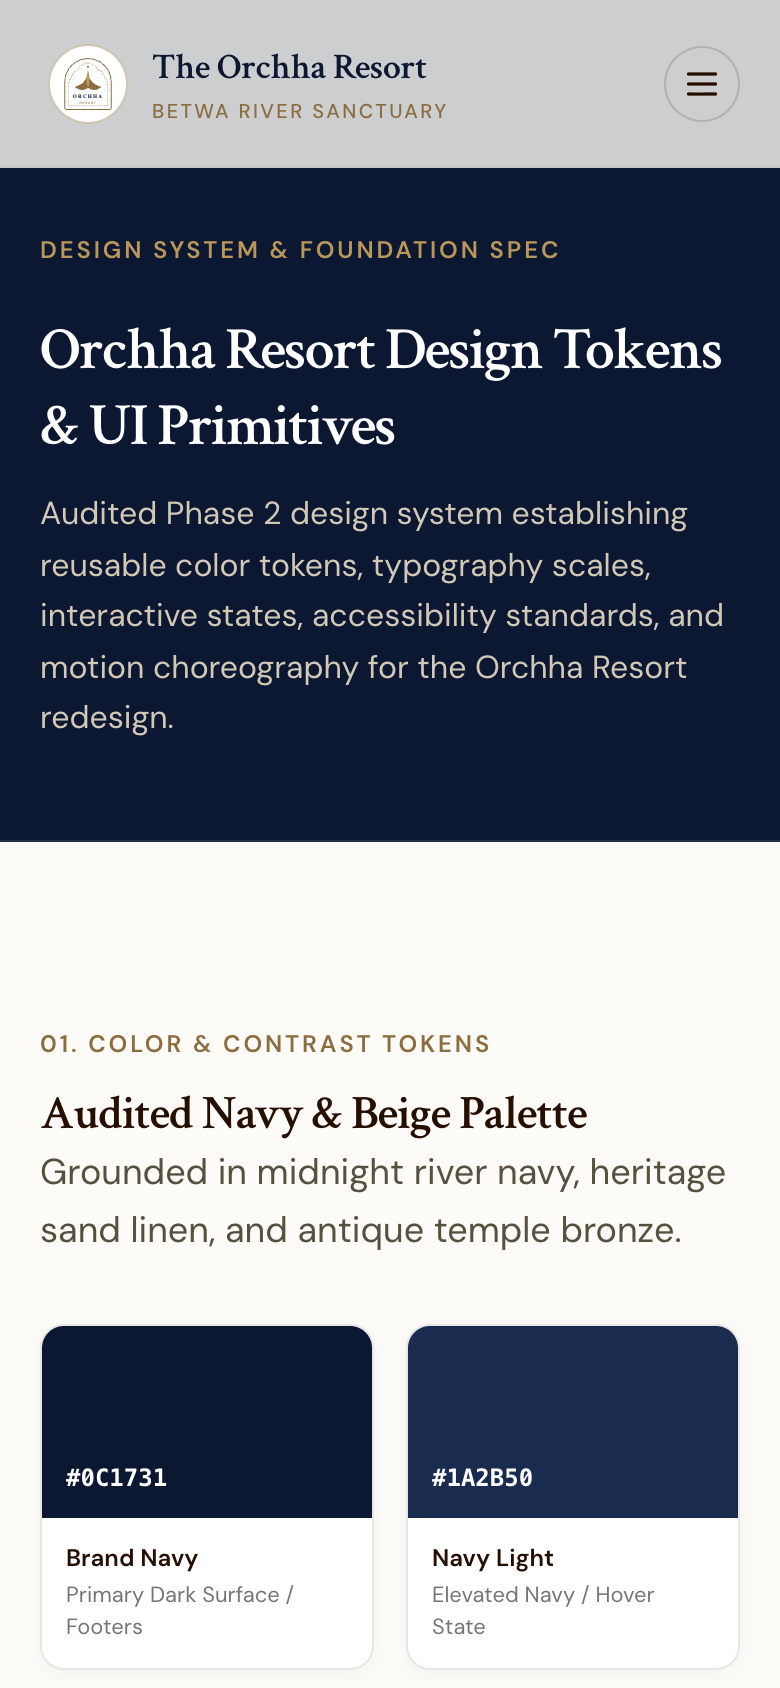 The Orchha Resort
BETWA RIVER SANCTUARY
ORCHHA
RESORT
DESIGN SYSTEM & FOUNDATION SPEC
Orchha Resort Design Tokens
& UI Primitives
Audited Phase 2 design system establishing
reusable color tokens, typography scales,
interactive states, accessibility standards, and
motion choreography for the Orchha Resort
redesign.
01. COLOR & CONTRAST TOKENS
Audited Navy & Beige Palette
Grounded in midnight river navy, heritage
sand linen, and antique temple bronze.
#0C1731
Brand Navy
Primary Dark Surface /
Footers
#1A2B50
Navy Light
Elevated Navy / Hover
State